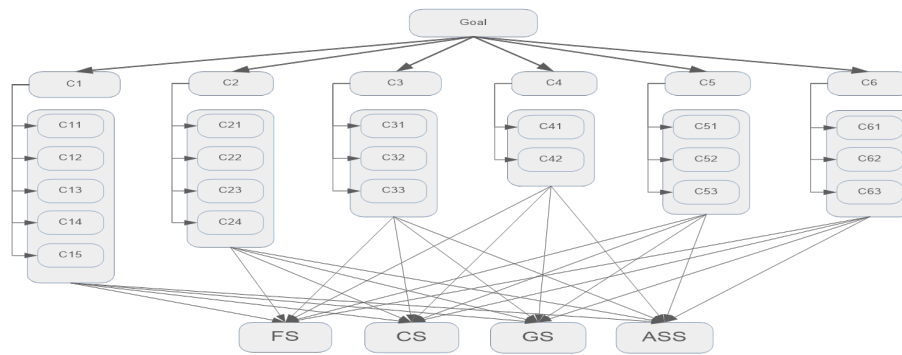 Goal
C1 C2 C3 C4 C5 C6
C11 C21 C31 C41 C51 C61
C12 C22 C32 C42 C52 C62
C13 C23 C33 C53 C63
C14 C24
C15
FS CS GS ASS